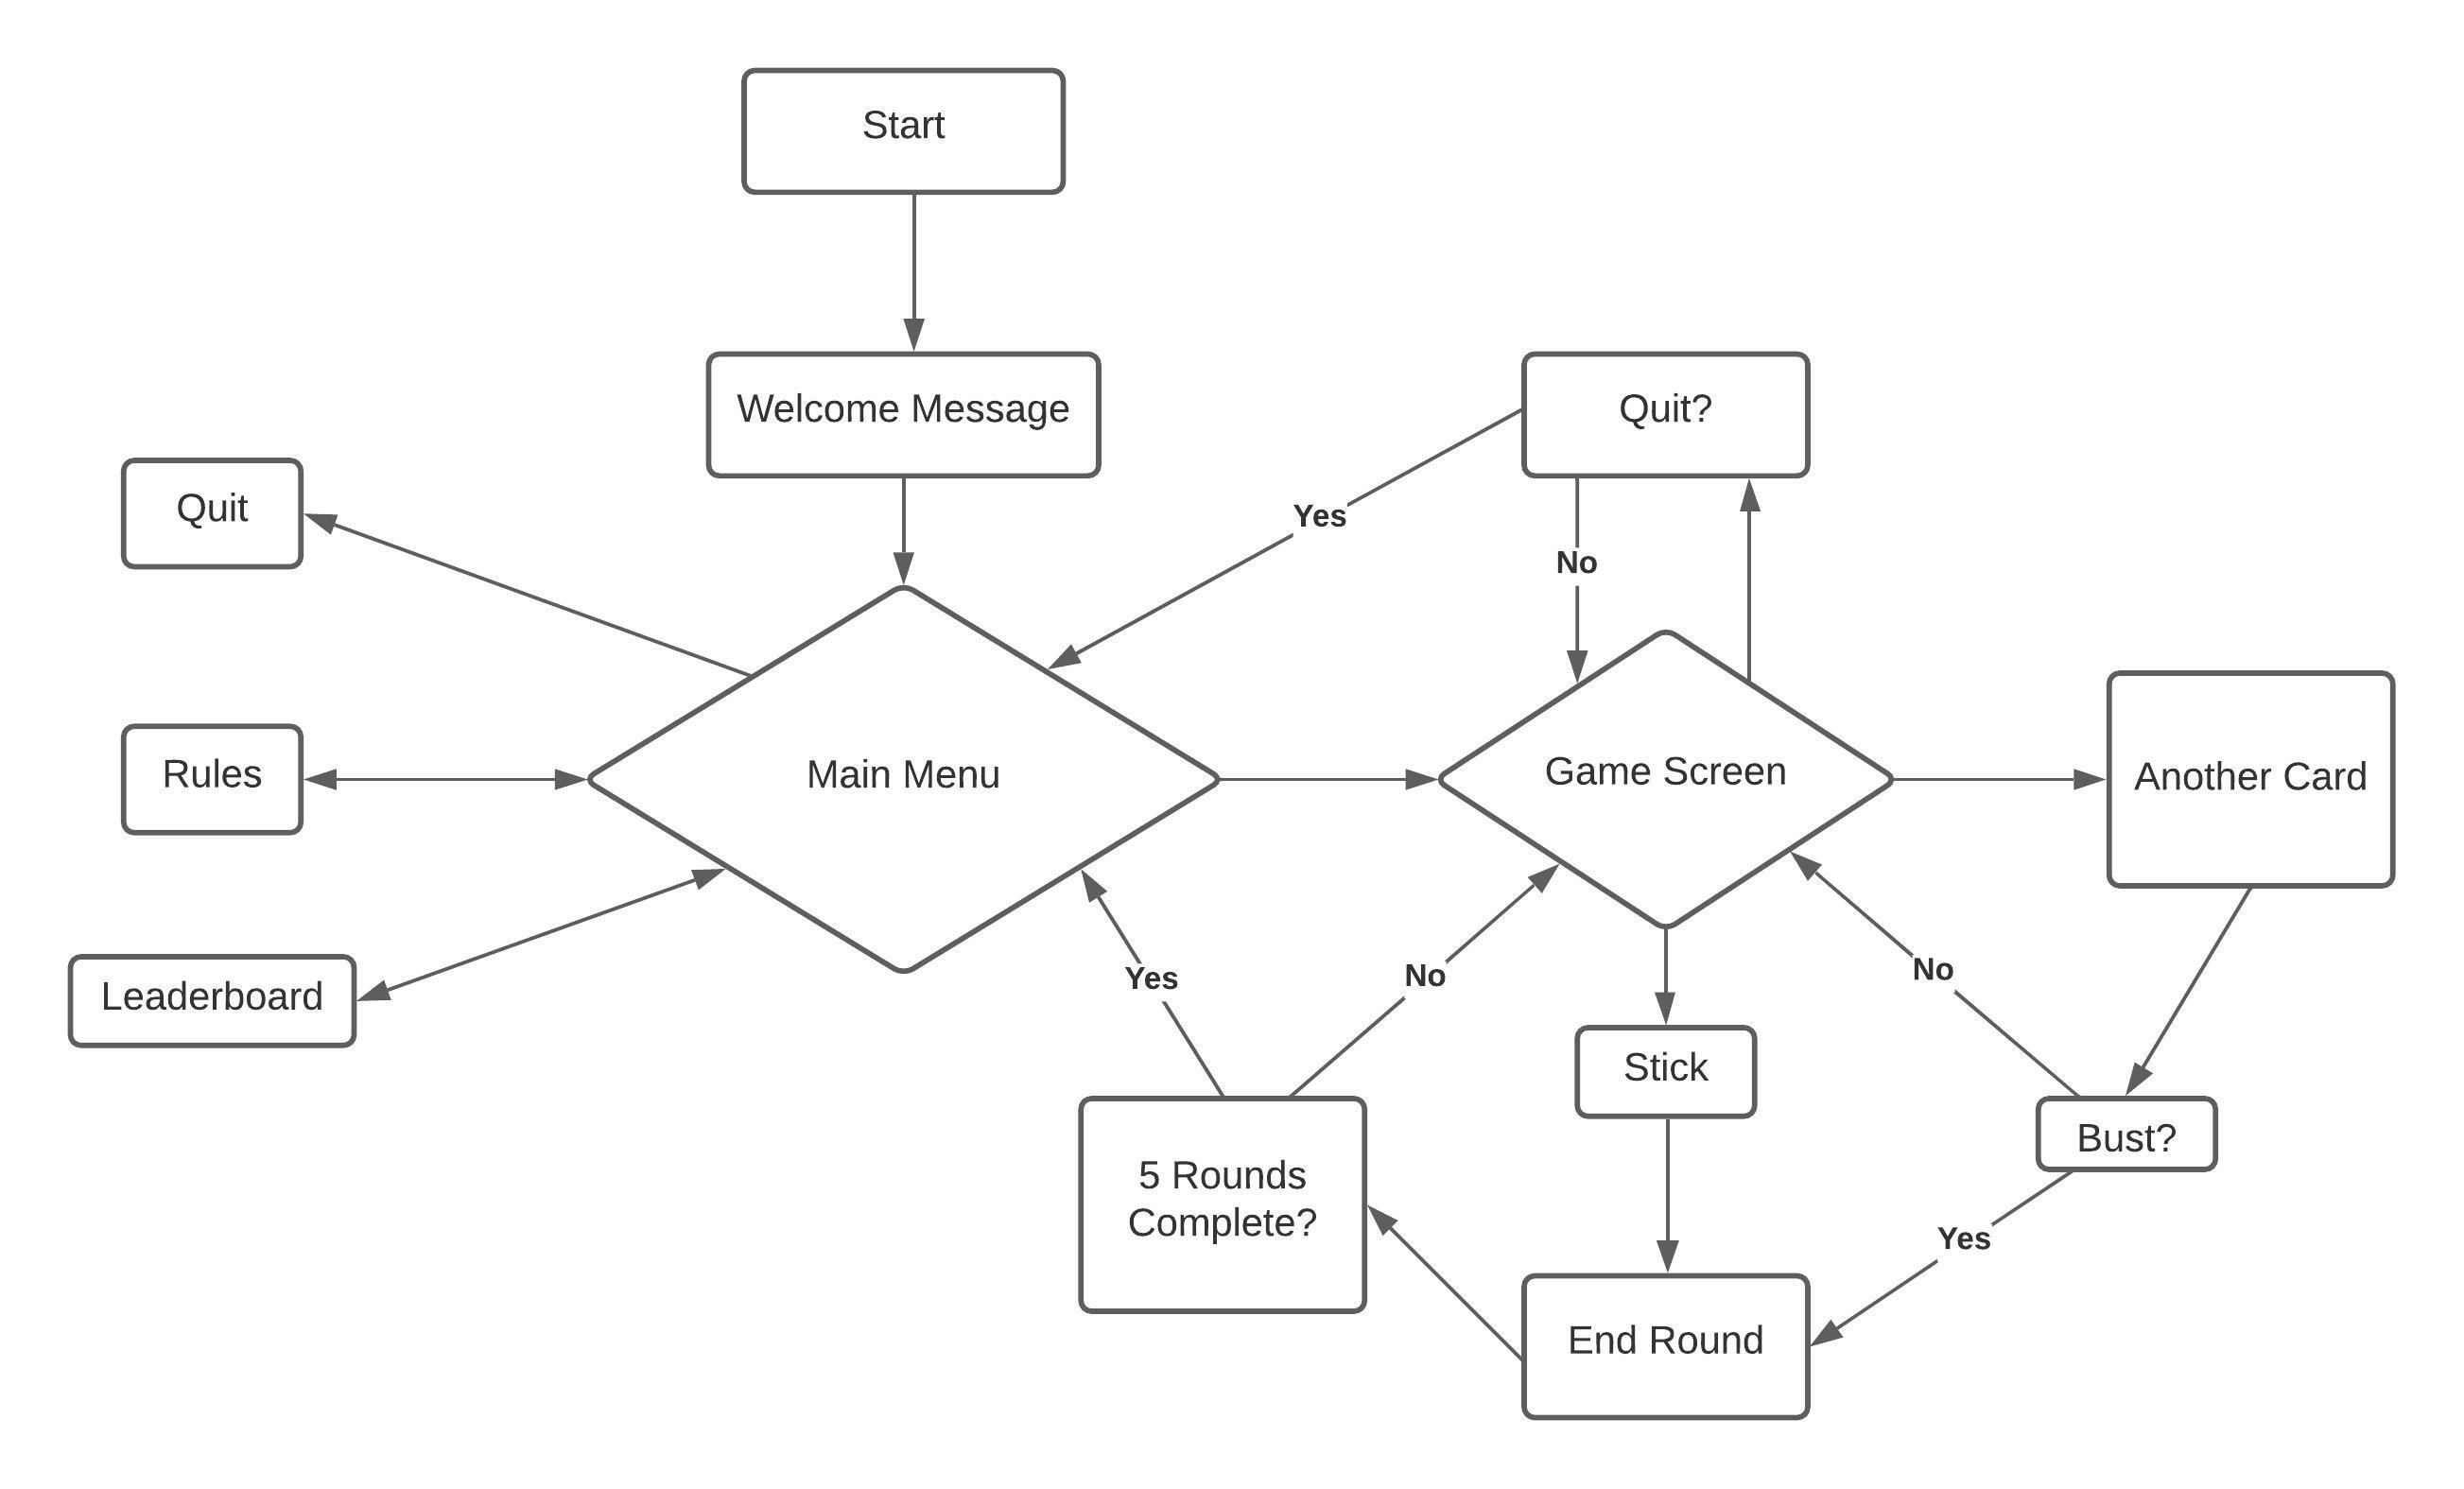 Start
Welcome Message
Quit?
Quit
Yes
No
Rules
Main Menu
Game Screen
Another Card
Leaderboard
Yes
No
No
Stick
Bust?
5 Rounds
Complete?
Yes
End Round